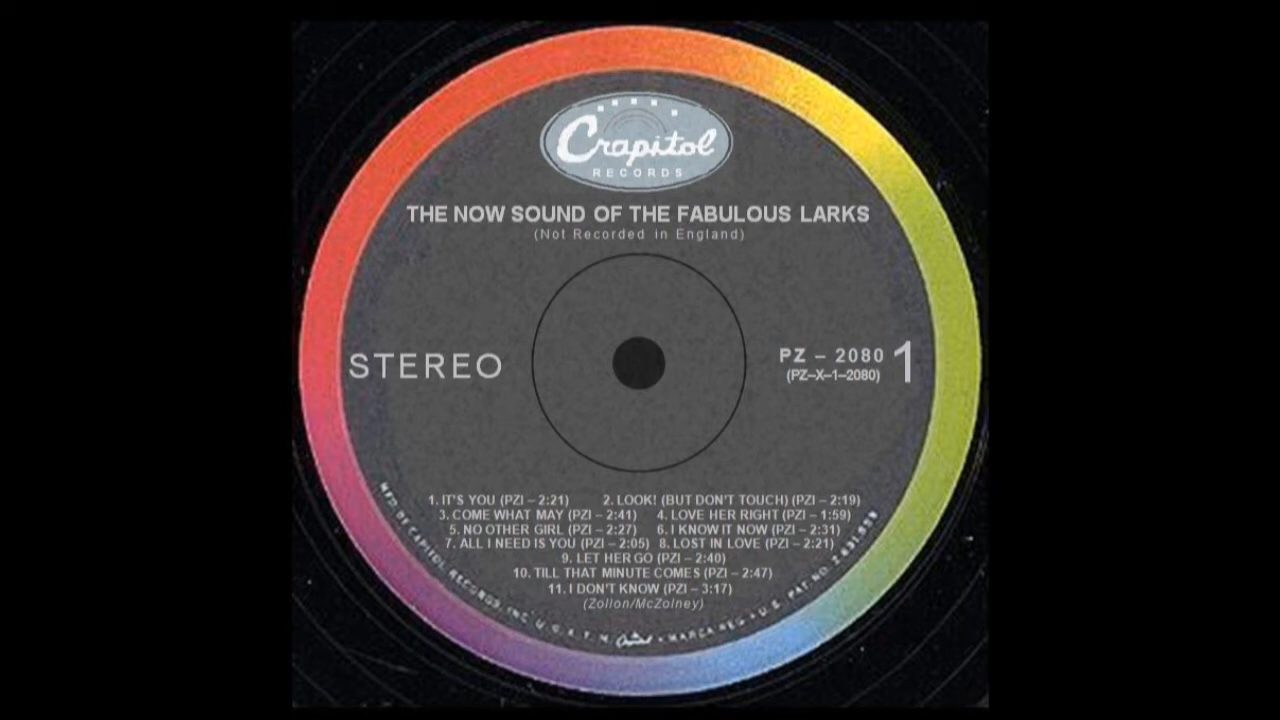 Crapitol
RECORDS
THE NOW SOUND OF THE FABULOUS LARKS
(Not Recorded in England)
STEREO
PZ – 2080 1
(PZ–X–1–2080)
1. IT'S YOU (PZI – 2:21) 2. LOOK! (BUT DON'T TOUCH) (PZI – 2:19)
3. COME WHAT MAY (PZI – 2:41) 4. LOVE HER RIGHT (PZI – 1:59)
5. NO OTHER GIRL (PZI – 2:27) 6. I KNOW IT NOW (PZI – 2:31)
7. ALL I NEED IS YOU (PZI – 2:05) 8. LOST IN LOVE (PZI – 2:21)
9. LET HER GO (PZI – 2:40)
10. TILL THAT MINUTE COMES (PZI – 2:47)
11. I DON'T KNOW (PZI – 3:17)
(Zollon/McZolney)
MFD. BY CAPITOL RECORDS, INC. U.S.A. T.M. Capitol • MARCA REG. • U.S. PAT. NO. 2,631,859